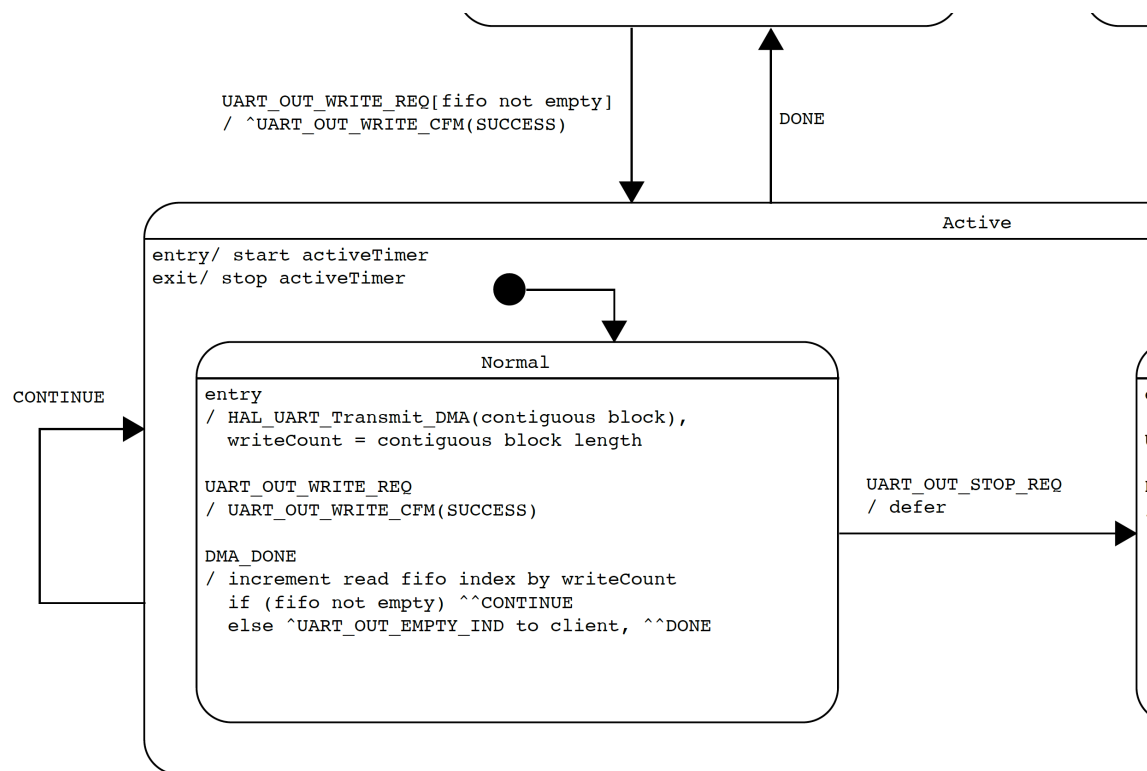 UART_OUT_WRITE_REQ[fifo not empty]
/ ^UART_OUT_WRITE_CFM(SUCCESS)
DONE
Active
entry/ start activeTimer
exit/ stop activeTimer
Normal
CONTINUE
entry
/ HAL_UART_Transmit_DMA(contiguous block),
writeCount = contiguous block length
UART_OUT_WRITE_REQ
/ UART_OUT_WRITE_CFM(SUCCESS)
DMA_DONE
/ increment read fifo index by writeCount
if (fifo not empty) ^^CONTINUE
else ^UART_OUT_EMPTY_IND to client, ^^DONE
UART_OUT_STOP_REQ
/ defer